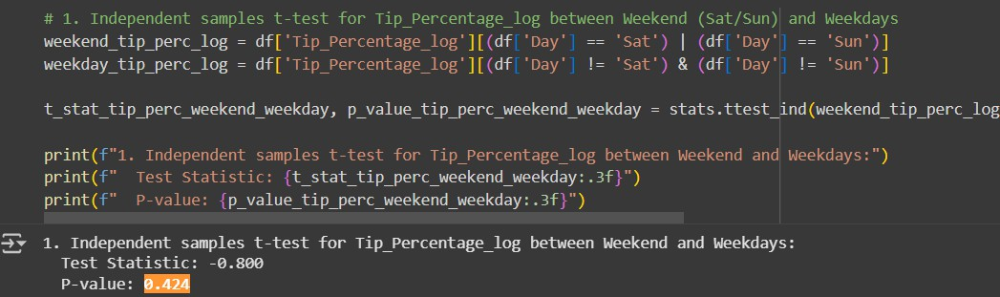 # 1. Independent samples t-test for Tip_Percentage_log between Weekend (Sat/Sun) and Weekdays
weekend_tip_perc_log = df['Tip_Percentage_log'][(df['Day'] == 'Sat') | (df['Day'] == 'Sun')]
weekday_tip_perc_log = df['Tip_Percentage_log'][(df['Day'] != 'Sat') & (df['Day'] != 'Sun')]
t_stat_tip_perc_weekend_weekday, p_value_tip_perc_weekend_weekday = stats.ttest_ind(weekend_tip_perc_log
print(f"1. Independent samples t-test for Tip_Percentage_log between Weekend and Weekdays:")
print(f"  Test Statistic: {t_stat_tip_perc_weekend_weekday:.3f}")
print(f"  P-value: {p_value_tip_perc_weekend_weekday:.3f}")
1. Independent samples t-test for Tip_Percentage_log between Weekend and Weekdays:
  Test Statistic: -0.800
  P-value: 0.424